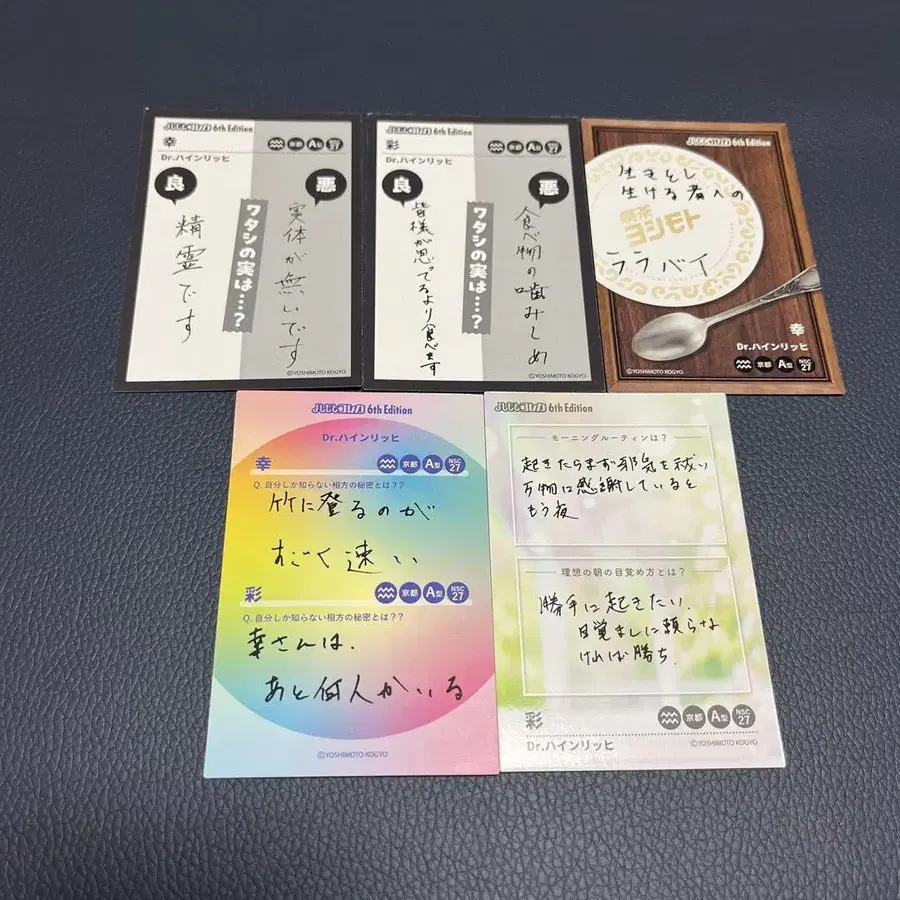 6th Edition
幸
京都 A型 NSC 27
Dr.ハインリッヒ
良
悪
ワタシの実は…?
精霊です
実体が無いです
©YOSHIMOTO KOGYO
6th Edition
彩
京都 A型 NSC 27
Dr.ハインリッヒ
良
悪
ワタシの実は…?
皆様が思てるより食べます
食べ物の噛みしめ
©YOSHIMOTO KOGYO
6th Edition
生きとし
生ける者への
喫茶
ヨシモト
ララバイ
幸
Dr.ハインリッヒ
京都 A型 NSC 27
6th Edition
Dr.ハインリッヒ
幸
京都 A型 NSC 27
Q. 自分しか知らない相方の秘密とは??
竹に登るのが
すごく速い
彩
京都 A型 NSC 27
Q. 自分しか知らない相方の秘密とは??
幸さんは、
あと何人かいる
©YOSHIMOTO KOGYO
6th Edition
モーニングルーティンは?
起きたらまず邪気を祓い
万物に感謝していると
もう夜
理想の朝の目覚め方とは?
勝手に起きたい.
目覚ましに頼らな
ければ勝ち.
彩
京都 A型 NSC 27
Dr.ハインリッヒ
©YOSHIMOTO KOGYO